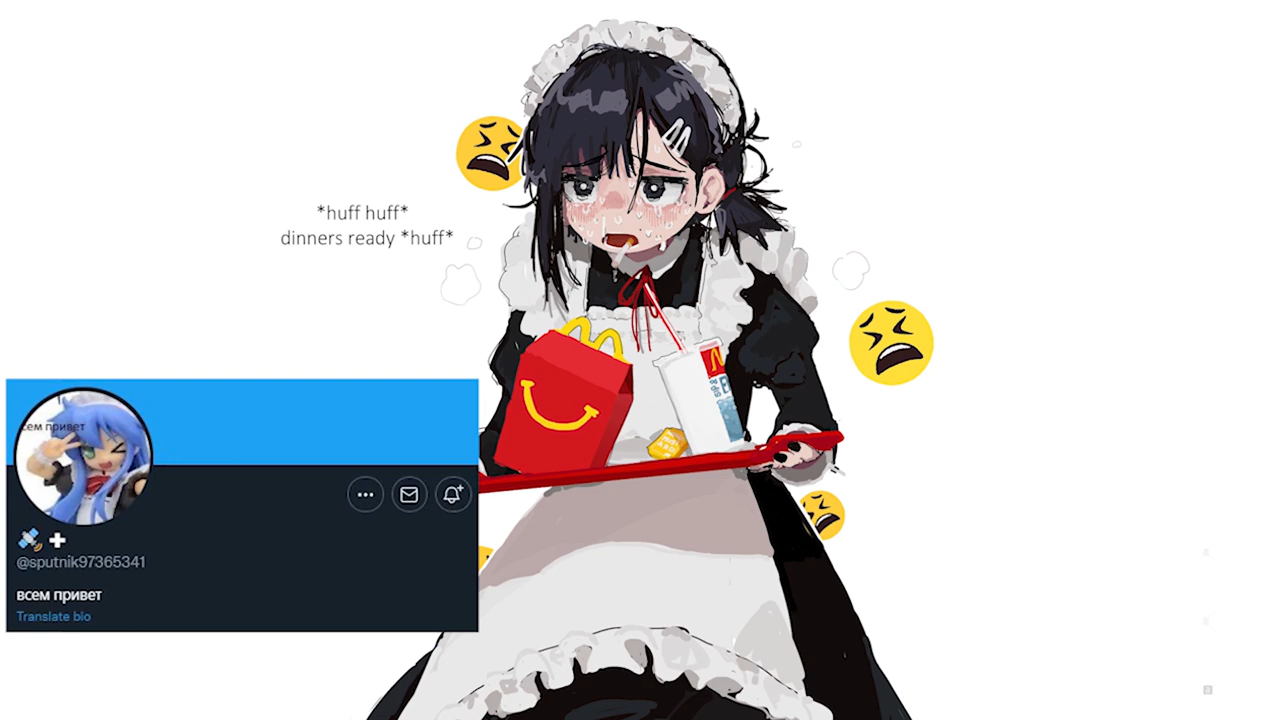 *huff huff*
dinners ready *huff*
всем привет
@sputnik97365341
всем привет
Translate bio